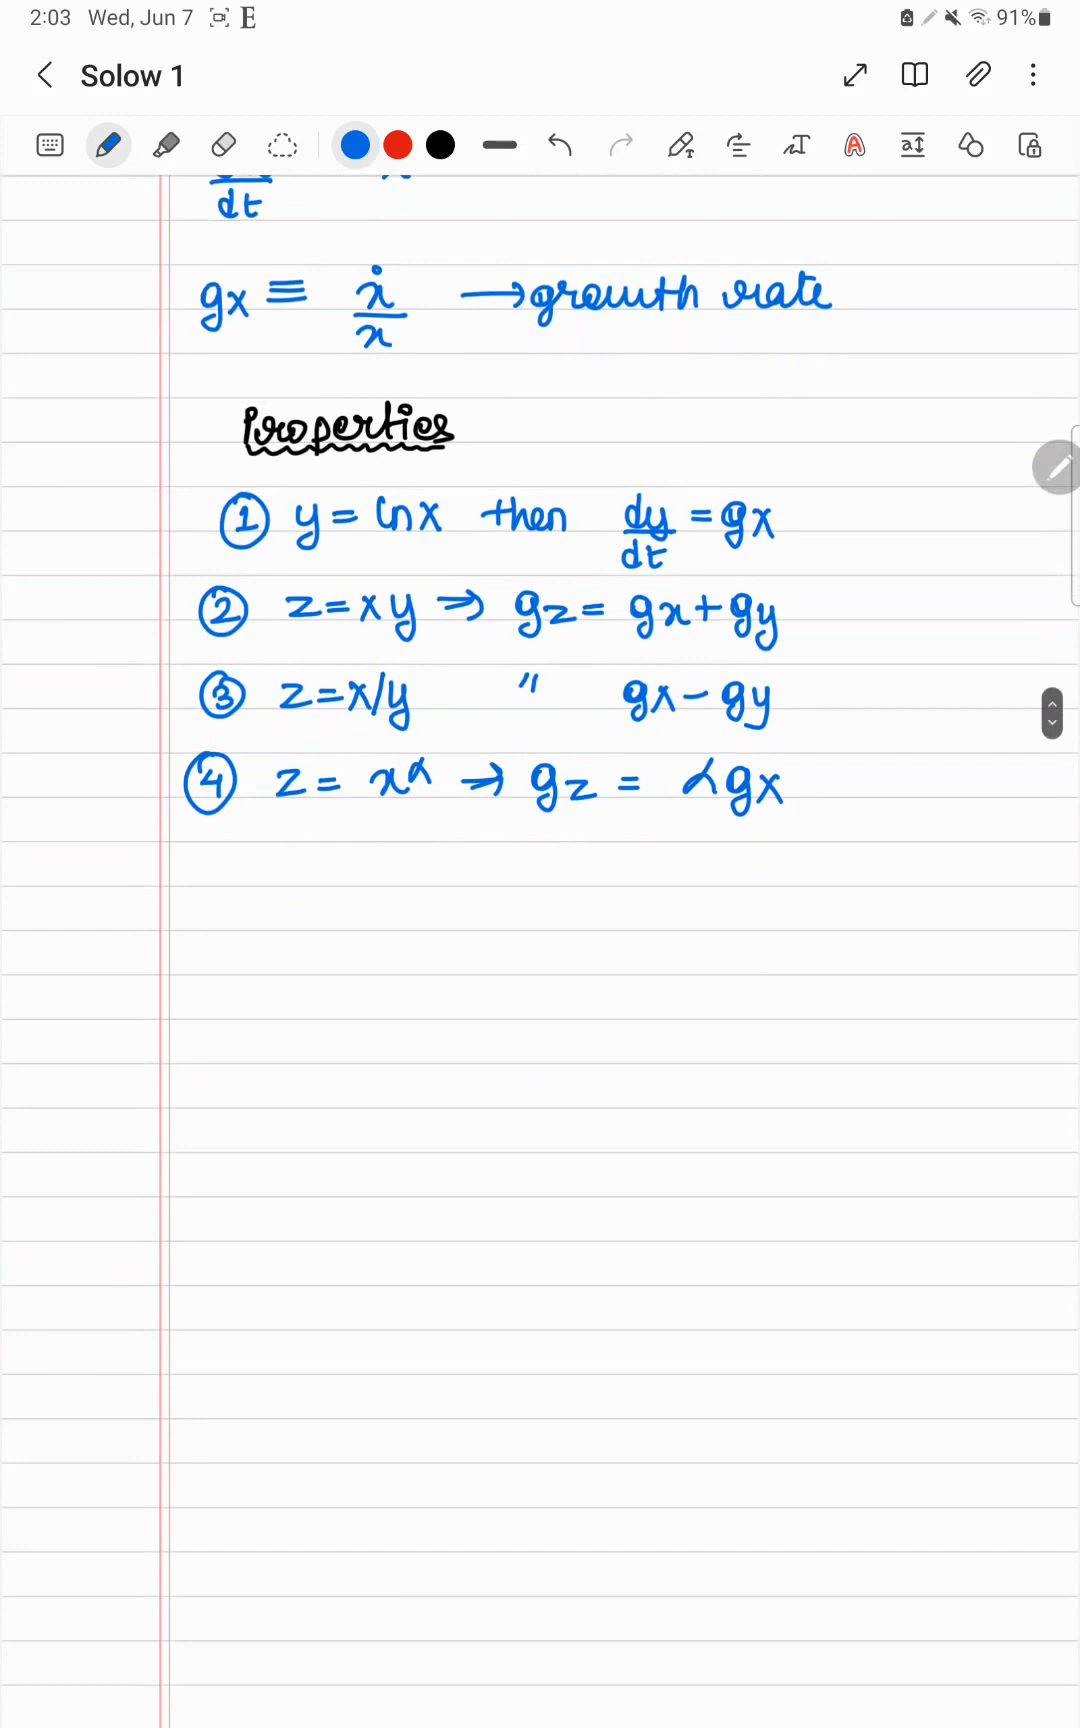 2:03 Wed, Jun 7 E 91%
Solow 1
dt
gx ≡ ẋ/x → growth rate
Properties
① y = ln x then dy/dt = gx
② z = xy ⇒ gz = gx + gy
③ z = x/y " gx - gy
④ z = x^α → gz = αgx